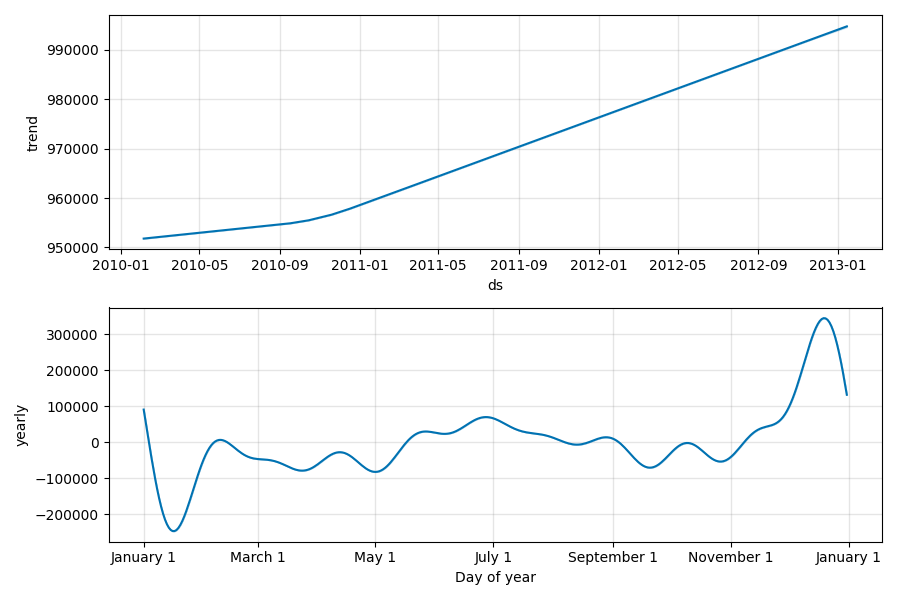 990000
980000
970000
960000
950000
trend
2010-01 2010-05 2010-09 2011-01 2011-05 2011-09 2012-01 2012-05 2012-09 2013-01
ds
300000
200000
100000
0
−100000
−200000
yearly
January 1 March 1 May 1 July 1 September 1 November 1 January 1
Day of year